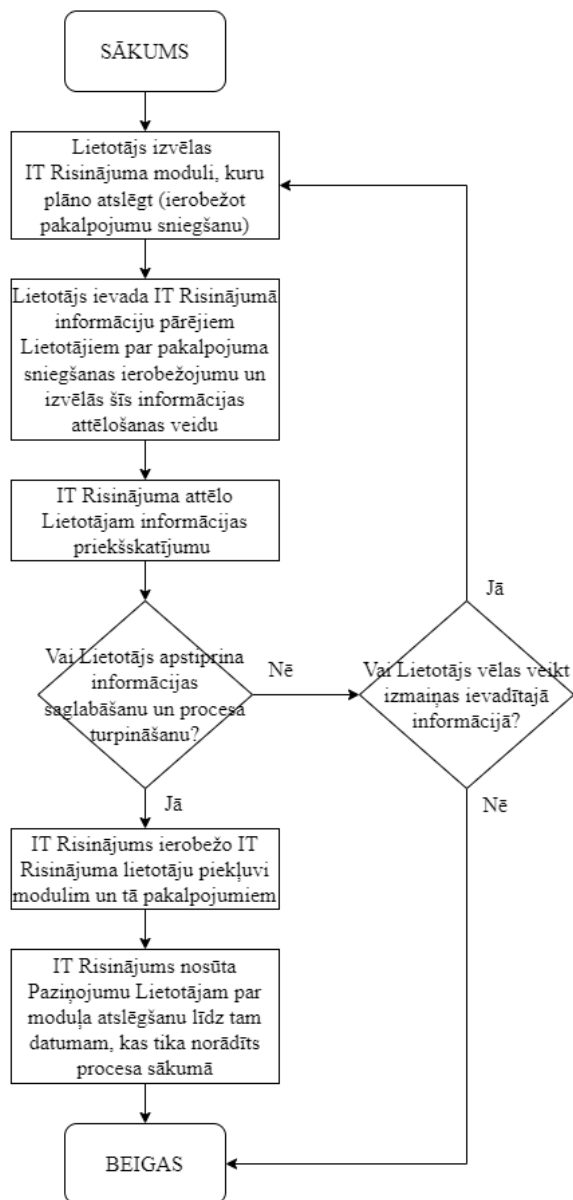 SĀKUMS
Lietotājs izvēlas
IT Risinājuma moduli, kuru
plāno atslēgt (ierobežot
pakalpojumu sniegšanu)
Lietotājs ievada IT Risinājumā
informāciju pārējiem
Lietotājiem par pakalpojuma
sniegšanas ierobežojumu un
izvēlās šīs informācijas
attēlošanas veidu
IT Risinājuma attēlo
Lietotājam informācijas
priekšskatījumu
Vai Lietotājs apstiprina
informācijas
saglabāšanu un procesa
turpināšanu?
Nē
Vai Lietotājs vēlas veikt
izmaiņas ievadītajā
informācijā?
Jā
Nē
Jā
IT Risinājums ierobežo IT
Risinājuma lietotāju piekļuvi
modulim un tā pakalpojumiem
IT Risinājums nosūta
Paziņojumu Lietotājam par
moduļa atslēgšanu līdz tam
datumam, kas tika norādīts
procesa sākumā
BEIGAS